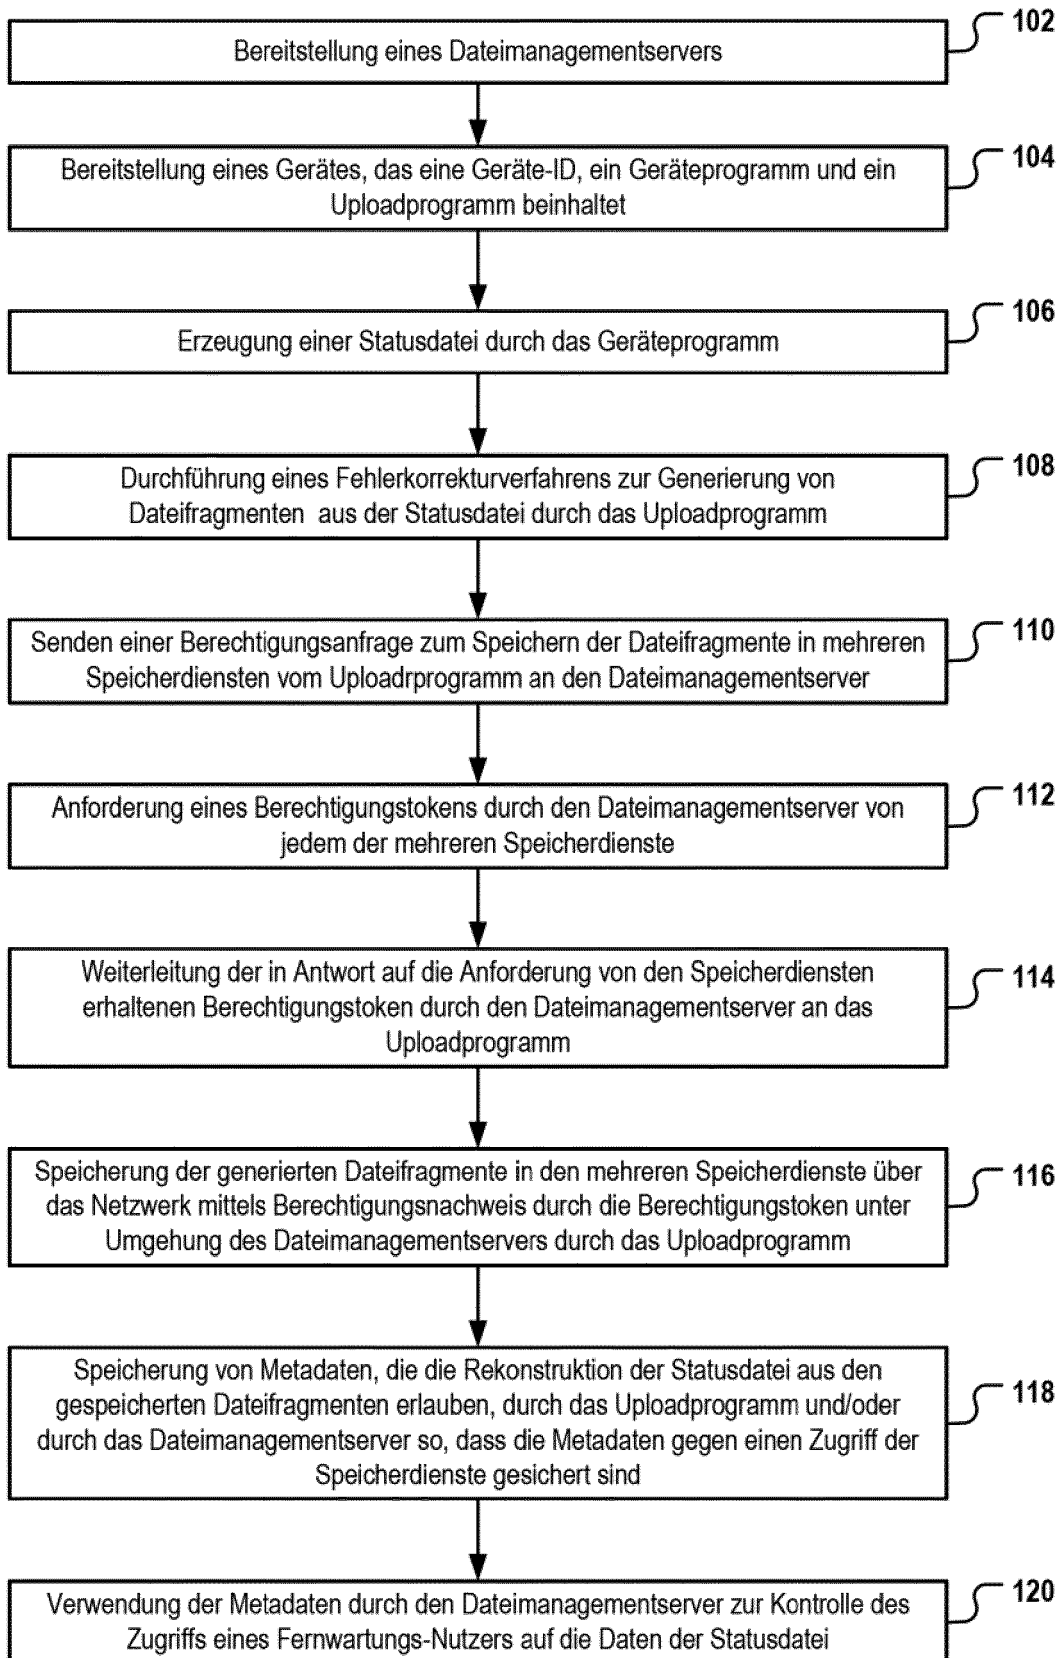 Bereitstellung eines Dateimanagementservers
102
Bereitstellung eines Gerätes, das eine Geräte-ID, ein Geräteprogramm und ein
Uploadprogramm beinhaltet
104
Erzeugung einer Statusdatei durch das Geräteprogramm
106
Durchführung eines Fehlerkorrekturverfahrens zur Generierung von
Dateifragmenten aus der Statusdatei durch das Uploadprogramm
108
Senden einer Berechtigungsanfrage zum Speichern der Dateifragmente in mehreren
Speicherdiensten vom Uploadrprogramm an den Dateimanagementserver
110
Anforderung eines Berechtigungstokens durch den Dateimanagementserver von
jedem der mehreren Speicherdienste
112
Weiterleitung der in Antwort auf die Anforderung von den Speicherdiensten
erhaltenen Berechtigungstoken durch den Dateimanagementserver an das
Uploadprogramm
114
Speicherung der generierten Dateifragmente in den mehreren Speicherdienste über
das Netzwerk mittels Berechtigungsnachweis durch die Berechtigungstoken unter
Umgehung des Dateimanagementservers durch das Uploadprogramm
116
Speicherung von Metadaten, die die Rekonstruktion der Statusdatei aus den
gespeicherten Dateifragmenten erlauben, durch das Uploadprogramm und/oder
durch das Dateimanagementserver so, dass die Metadaten gegen einen Zugriff der
Speicherdienste gesichert sind
118
Verwendung der Metadaten durch den Dateimanagementserver zur Kontrolle des
Zugriffs eines Fernwartungs-Nutzers auf die Daten der Statusdatei
120